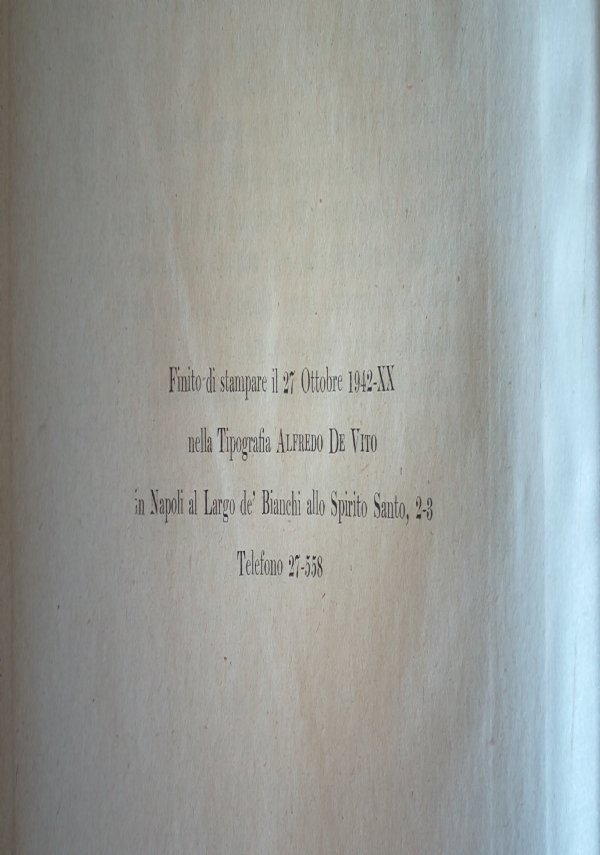 Finito di stampare il 27 Ottobre 1942-XX
nella Tipografia ALFREDO DE VITO
in Napoli al Largo de' Bianchi allo Spirito Santo, 2-3
Telefono 27-558